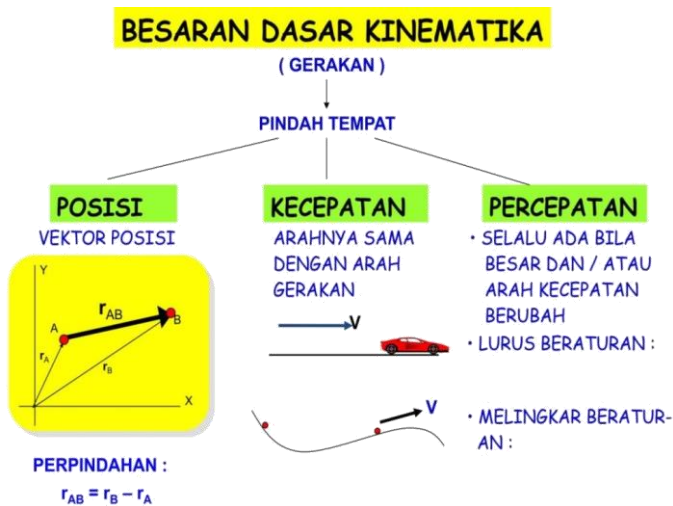 BESARAN DASAR KINEMATIKA
( GERAKAN )
PINDAH TEMPAT
POSISI
VEKTOR POSISI
Y
A
rAB
B
rA
rB
X
PERPINDAHAN :
rAB = rB – rA
KECEPATAN
ARAHNYA SAMA
DENGAN ARAH
GERAKAN
V
V
PERCEPATAN
• SELALU ADA BILA
BESAR DAN / ATAU
ARAH KECEPATAN
BERUBAH
• LURUS BERATURAN :
• MELINGKAR BERATUR-
AN :